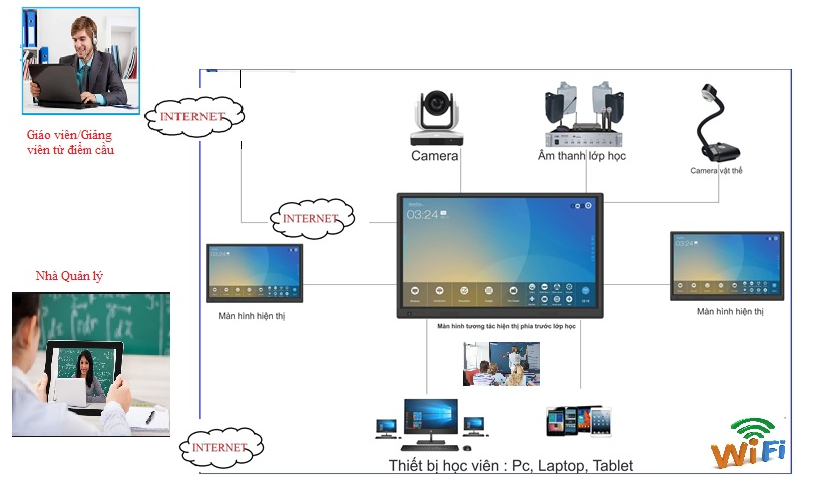 INTERNET
Giáo viên/Giảng
viên từ điểm cầu
Camera
Âm thanh lớp học
Camera vật thể
INTERNET
03:24
03:24
03:24
Nhà Quản lý
Màn hình hiện thị
Màn hình hiện thị
Màn hình tương tác hiện thị phía trước lớp học
INTERNET
WiFi
Thiết bị học viên : Pc, Laptop, Tablet